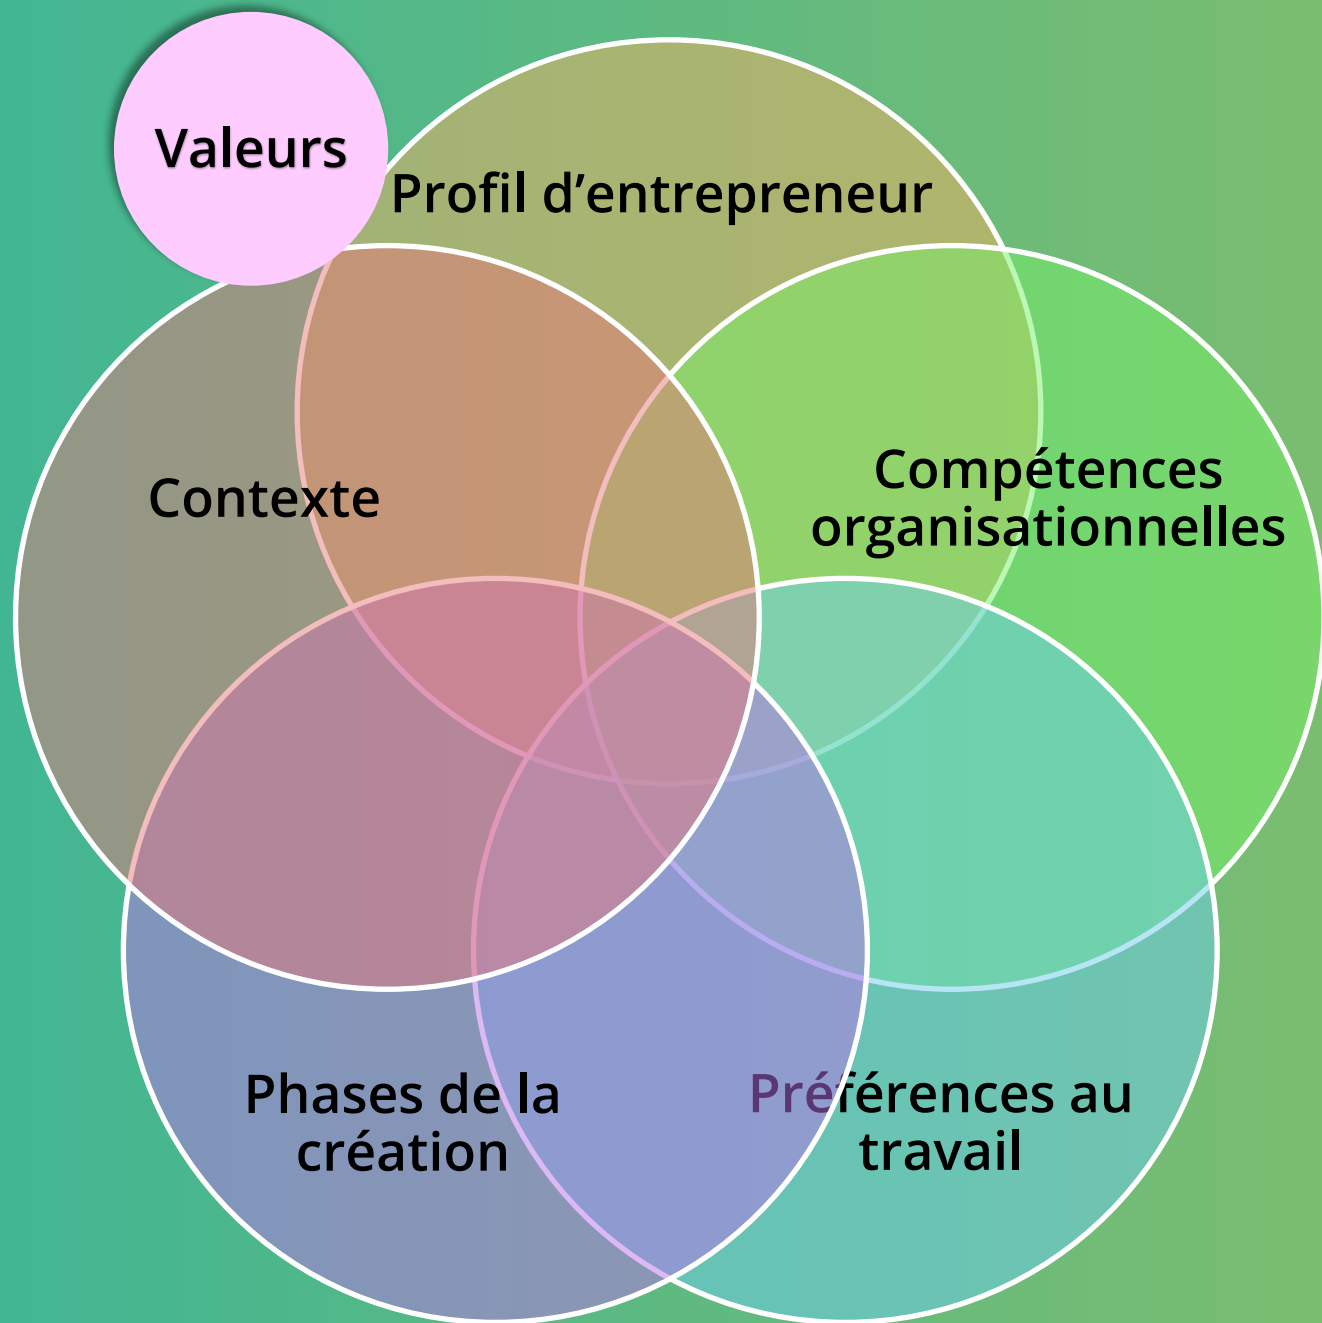 Valeurs
Profil d’entrepreneur
Contexte
Compétences
organisationnelles
Phases de la
création
Préférences au
travail